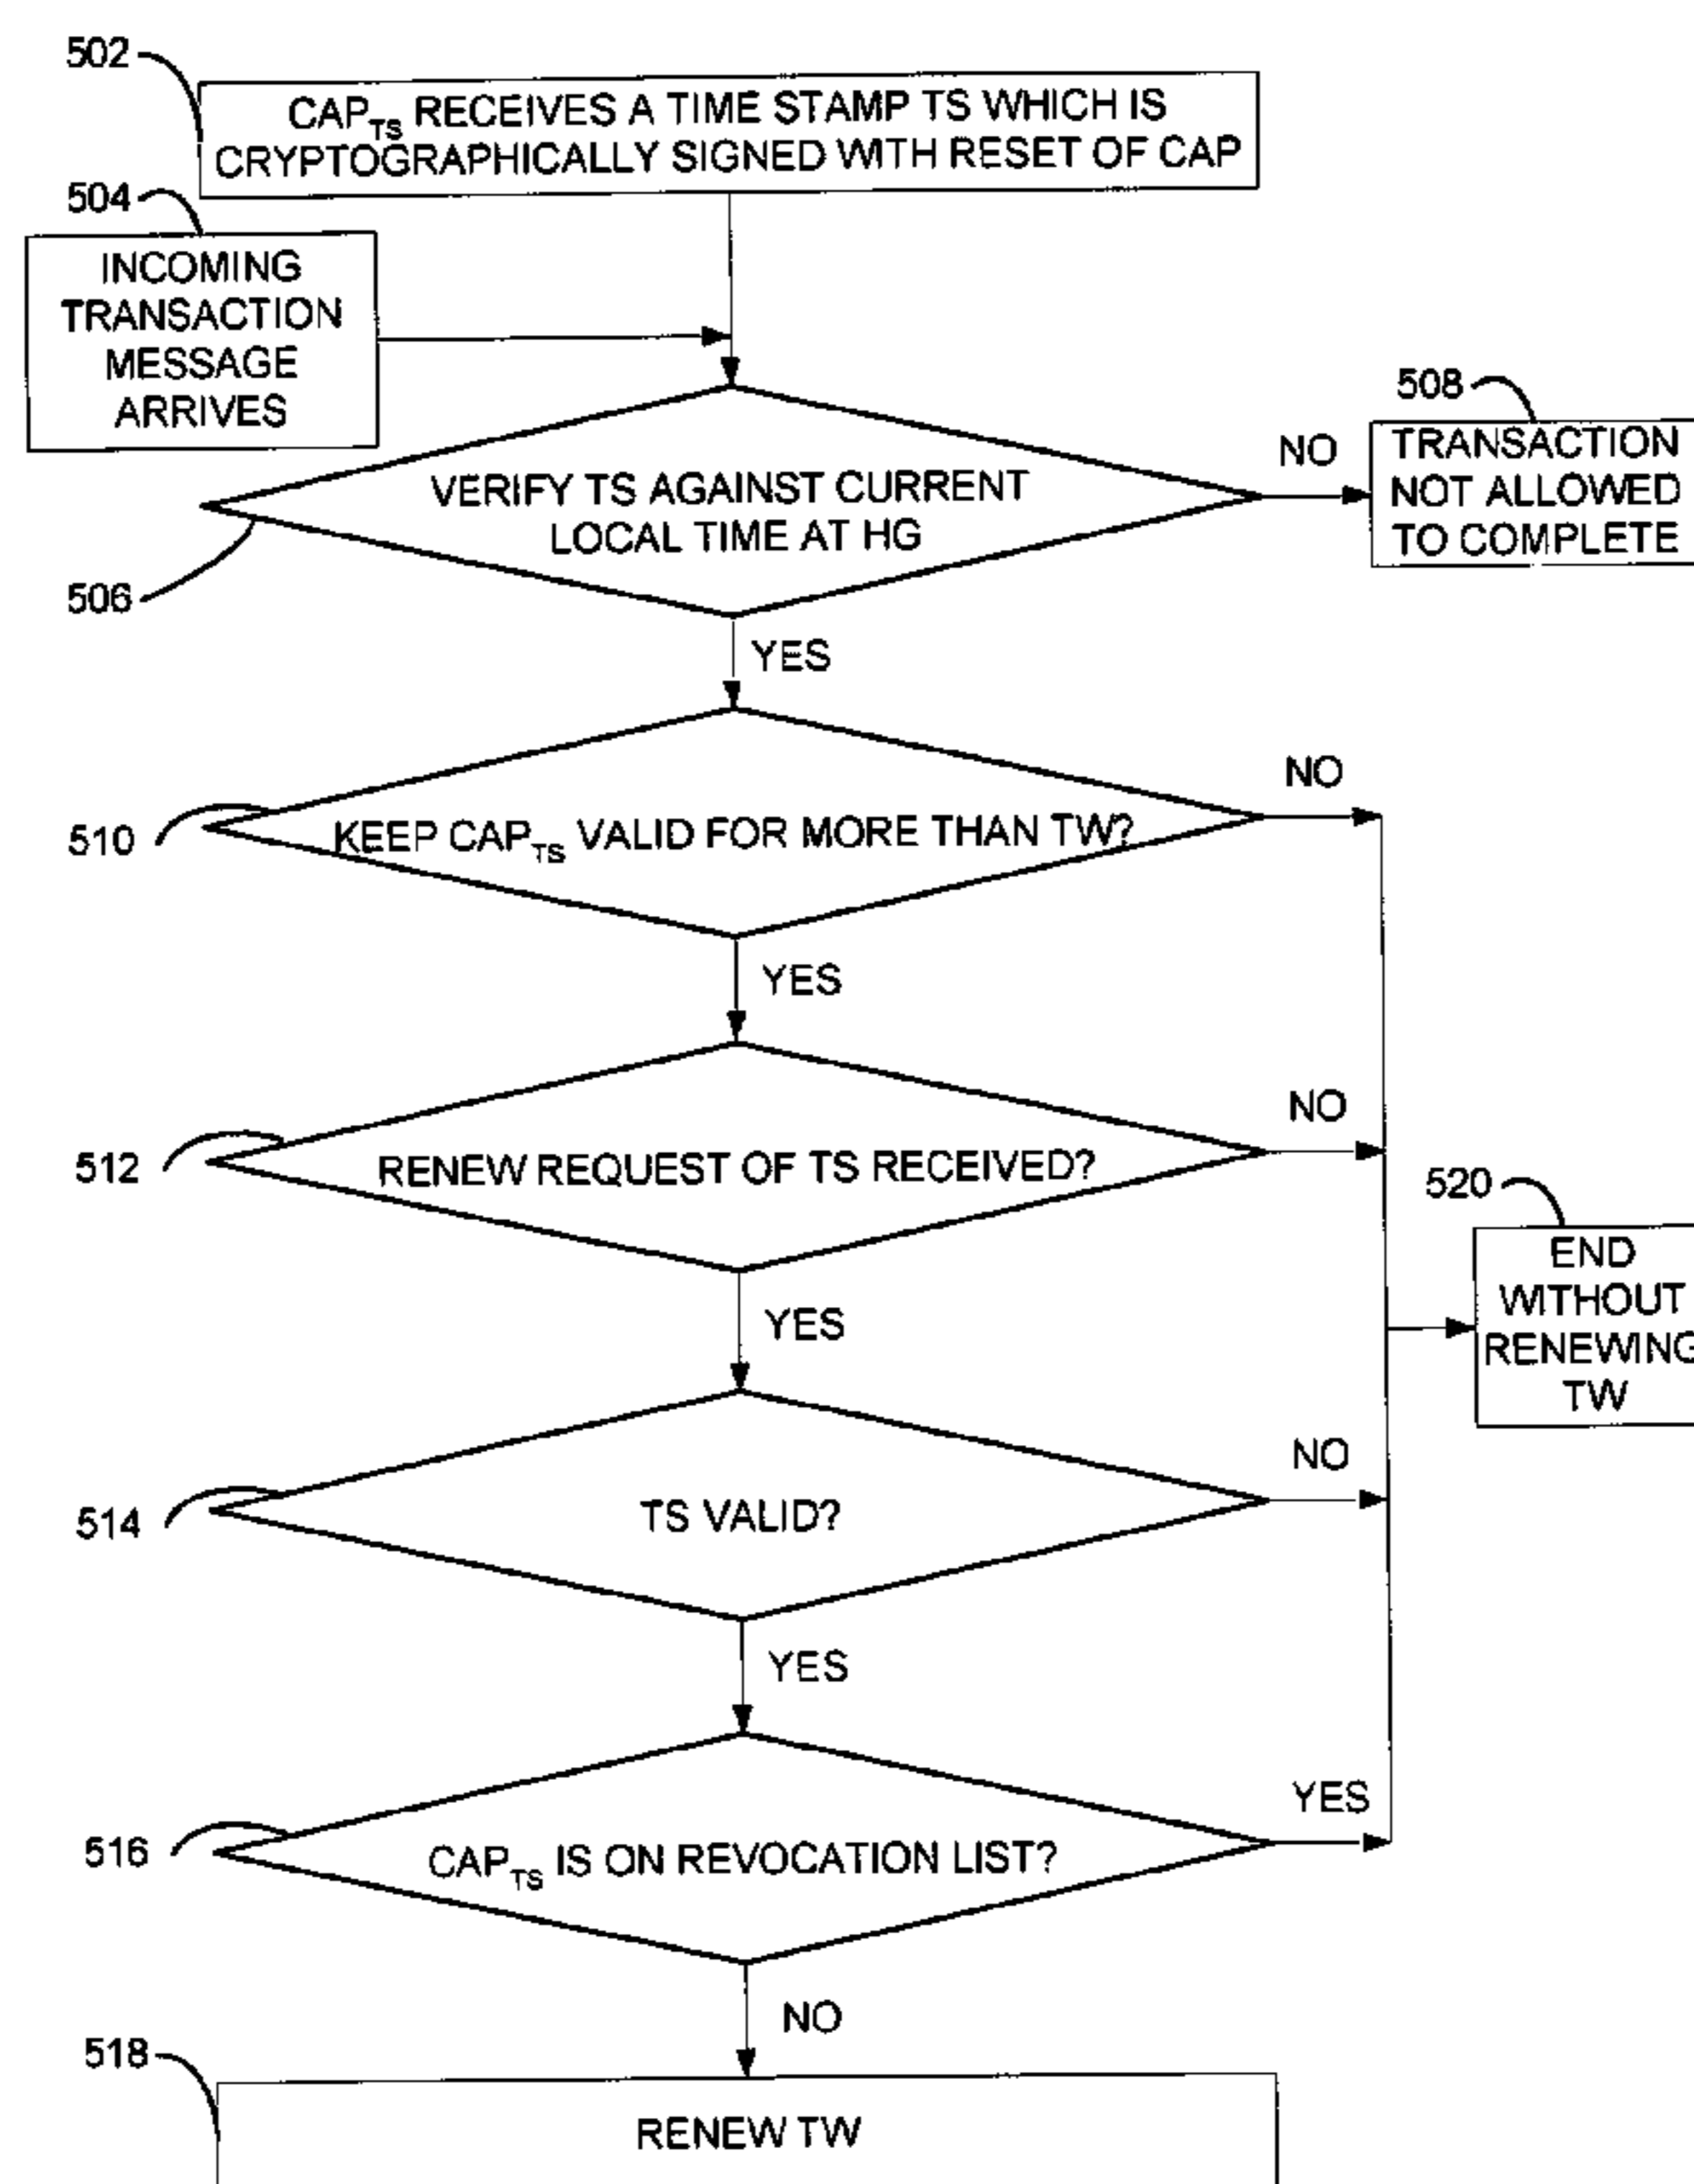 502
CAPTS RECEIVES A TIME STAMP TS WHICH IS
CRYPTOGRAPHICALLY SIGNED WITH RESET OF CAP
504
INCOMING
TRANSACTION
MESSAGE
ARRIVES
508
NO
TRANSACTION
NOT ALLOWED
TO COMPLETE
VERIFY TS AGAINST CURRENT
LOCAL TIME AT HG
506
YES
NO
510
KEEP CAPTS VALID FOR MORE THAN TW?
YES
NO
512
RENEW REQUEST OF TS RECEIVED?
520
END
WITHOUT
RENEWING
TW
YES
NO
514
TS VALID?
YES
YES
516
CAPTS IS ON REVOCATION LIST?
NO
518
RENEW TW